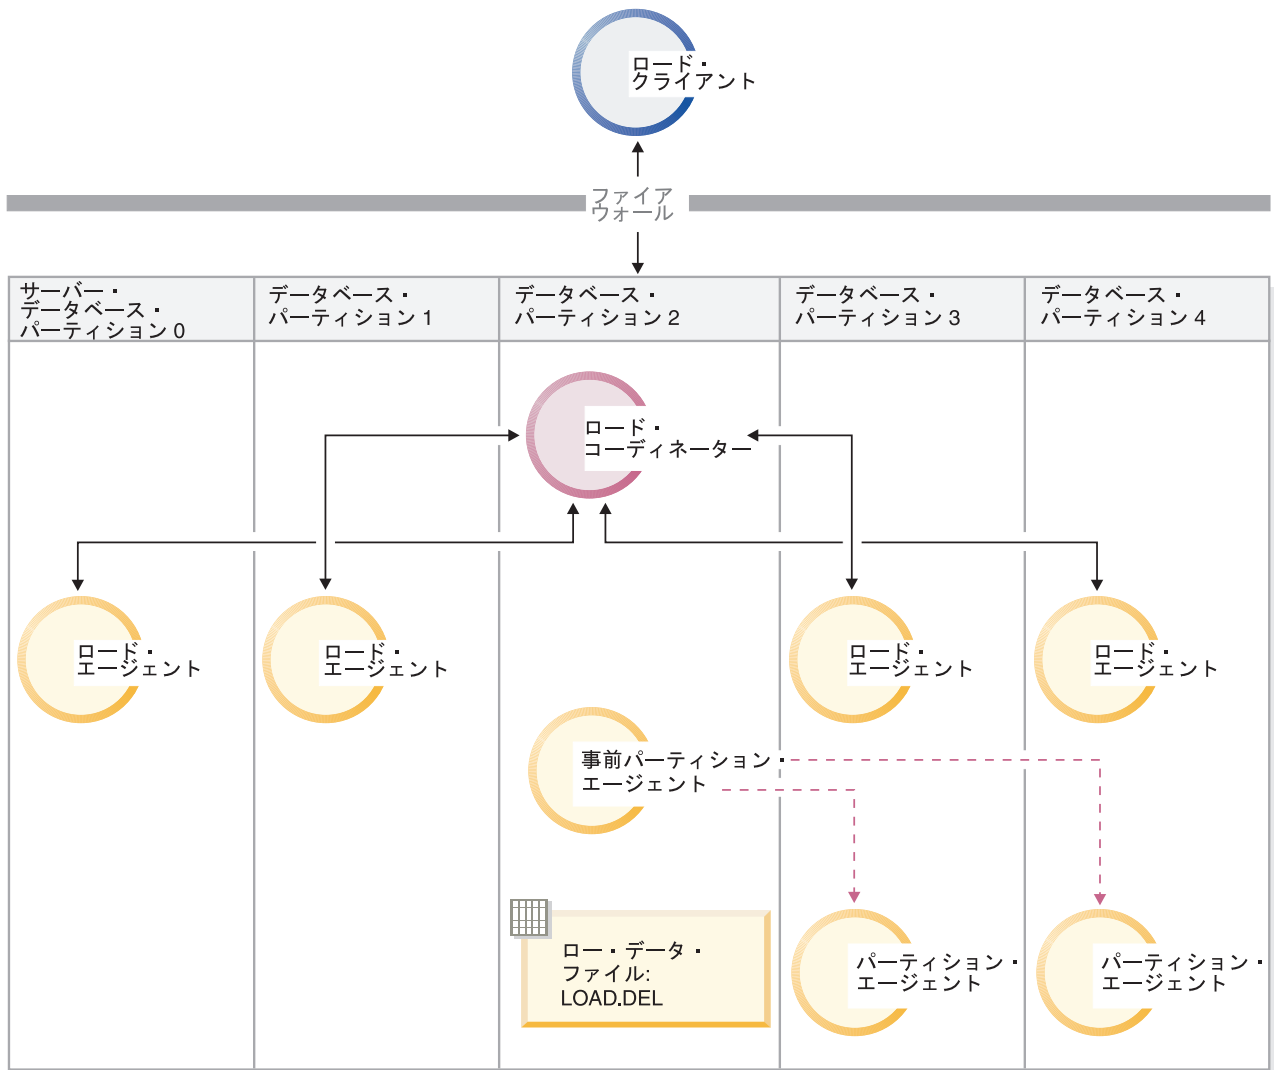 ロード・
クライアント
ファイア
ウォール
サーバー・
データベース・
パーティション 0
データベース・
パーティション 1
データベース・
パーティション 2
データベース・
パーティション 3
データベース・
パーティション 4
ロード・
コーディネーター
ロード・
エージェント
ロード・
エージェント
ロード・
エージェント
ロード・
エージェント
事前パーティション・
エージェント
ロー・データ・
ファイル:
LOAD.DEL
パーティション・
エージェント
パーティション・
エージェント